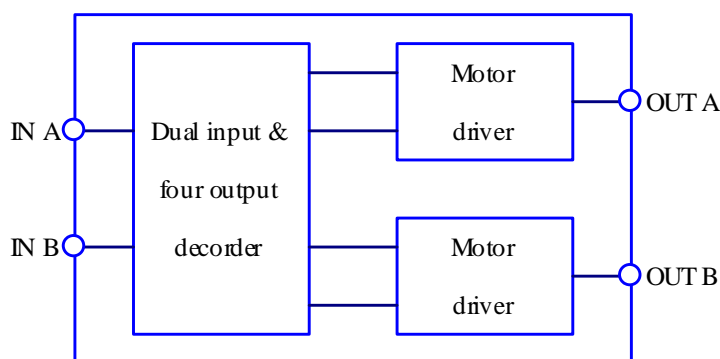 IN A
IN B
Dual input &
four output
decorder
Motor
driver
Motor
driver
OUT A
OUT B